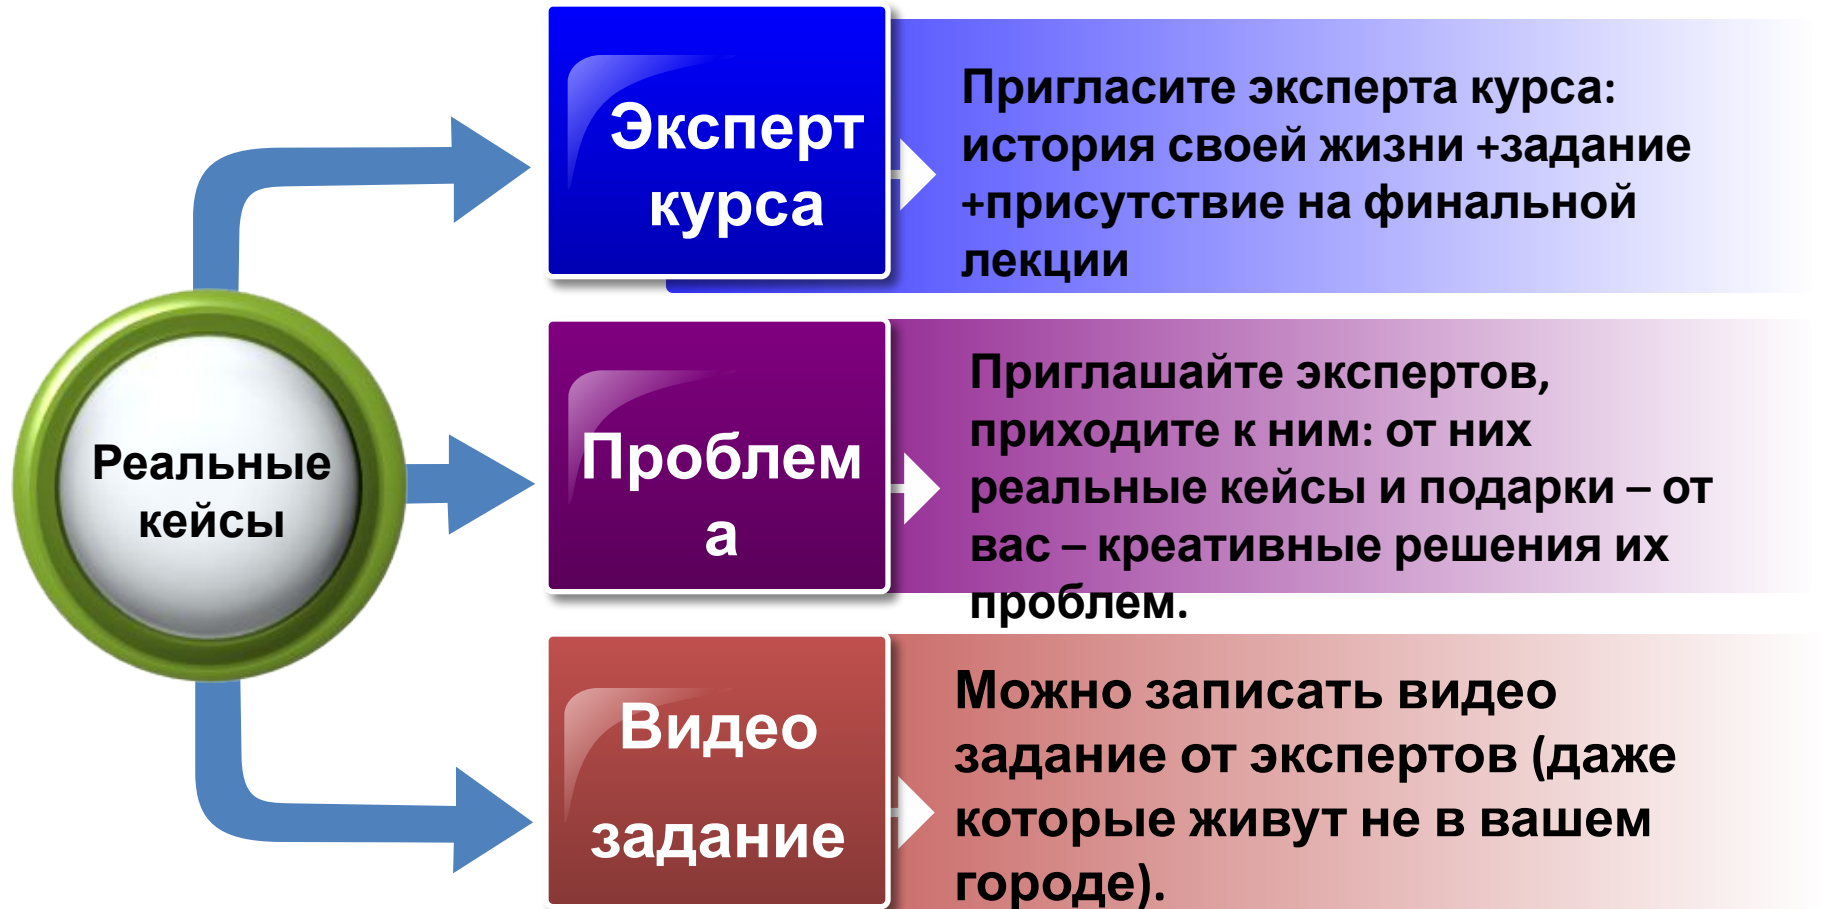 Реальные
кейсы
Эксперт
курса
Пригласите эксперта курса:
история своей жизни +задание
+присутствие на финальной
лекции
Проблем
а
Приглашайте экспертов,
приходите к ним: от них
реальные кейсы и подарки – от
вас – креативные решения их
проблем.
Видео
задание
Можно записать видео
задание от экспертов (даже
которые живут не в вашем
городе).